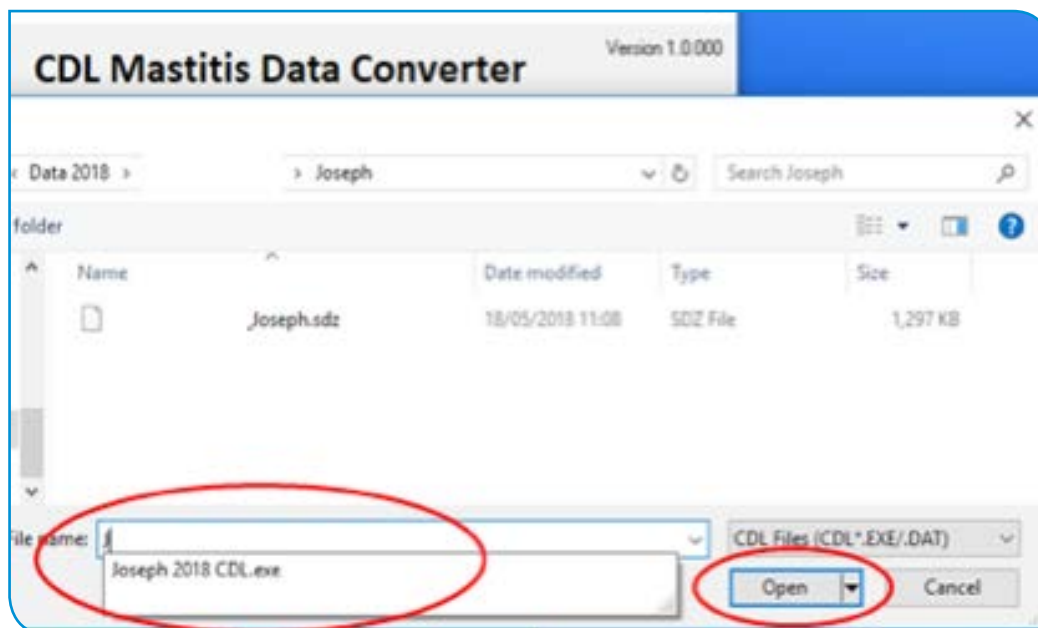 CDL Mastitis Data Converter
Version 1.0.000
‹ Data 2018 ›
› Joseph
Search Joseph
folder
Name
Date modified
Type
Size
_Joseph.sdz
18/05/2018 11:08
SDZ File
1,297 KB
File name:
CDL Files (CDL*.EXE/.DAT)
Joseph 2018 CDL.exe
Open
Cancel